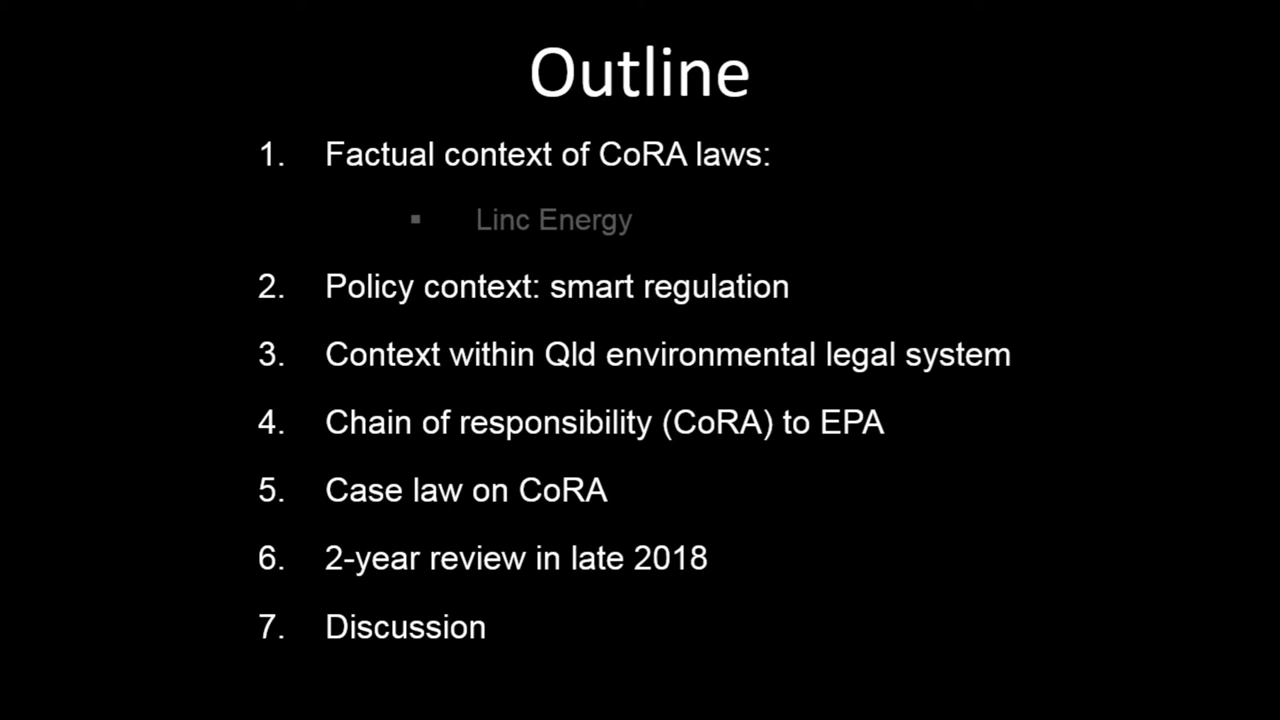 Outline
1. Factual context of CoRA laws:
▪ Linc Energy
2. Policy context: smart regulation
3. Context within Qld environmental legal system
4. Chain of responsibility (CoRA) to EPA
5. Case law on CoRA
6. 2-year review in late 2018
7. Discussion